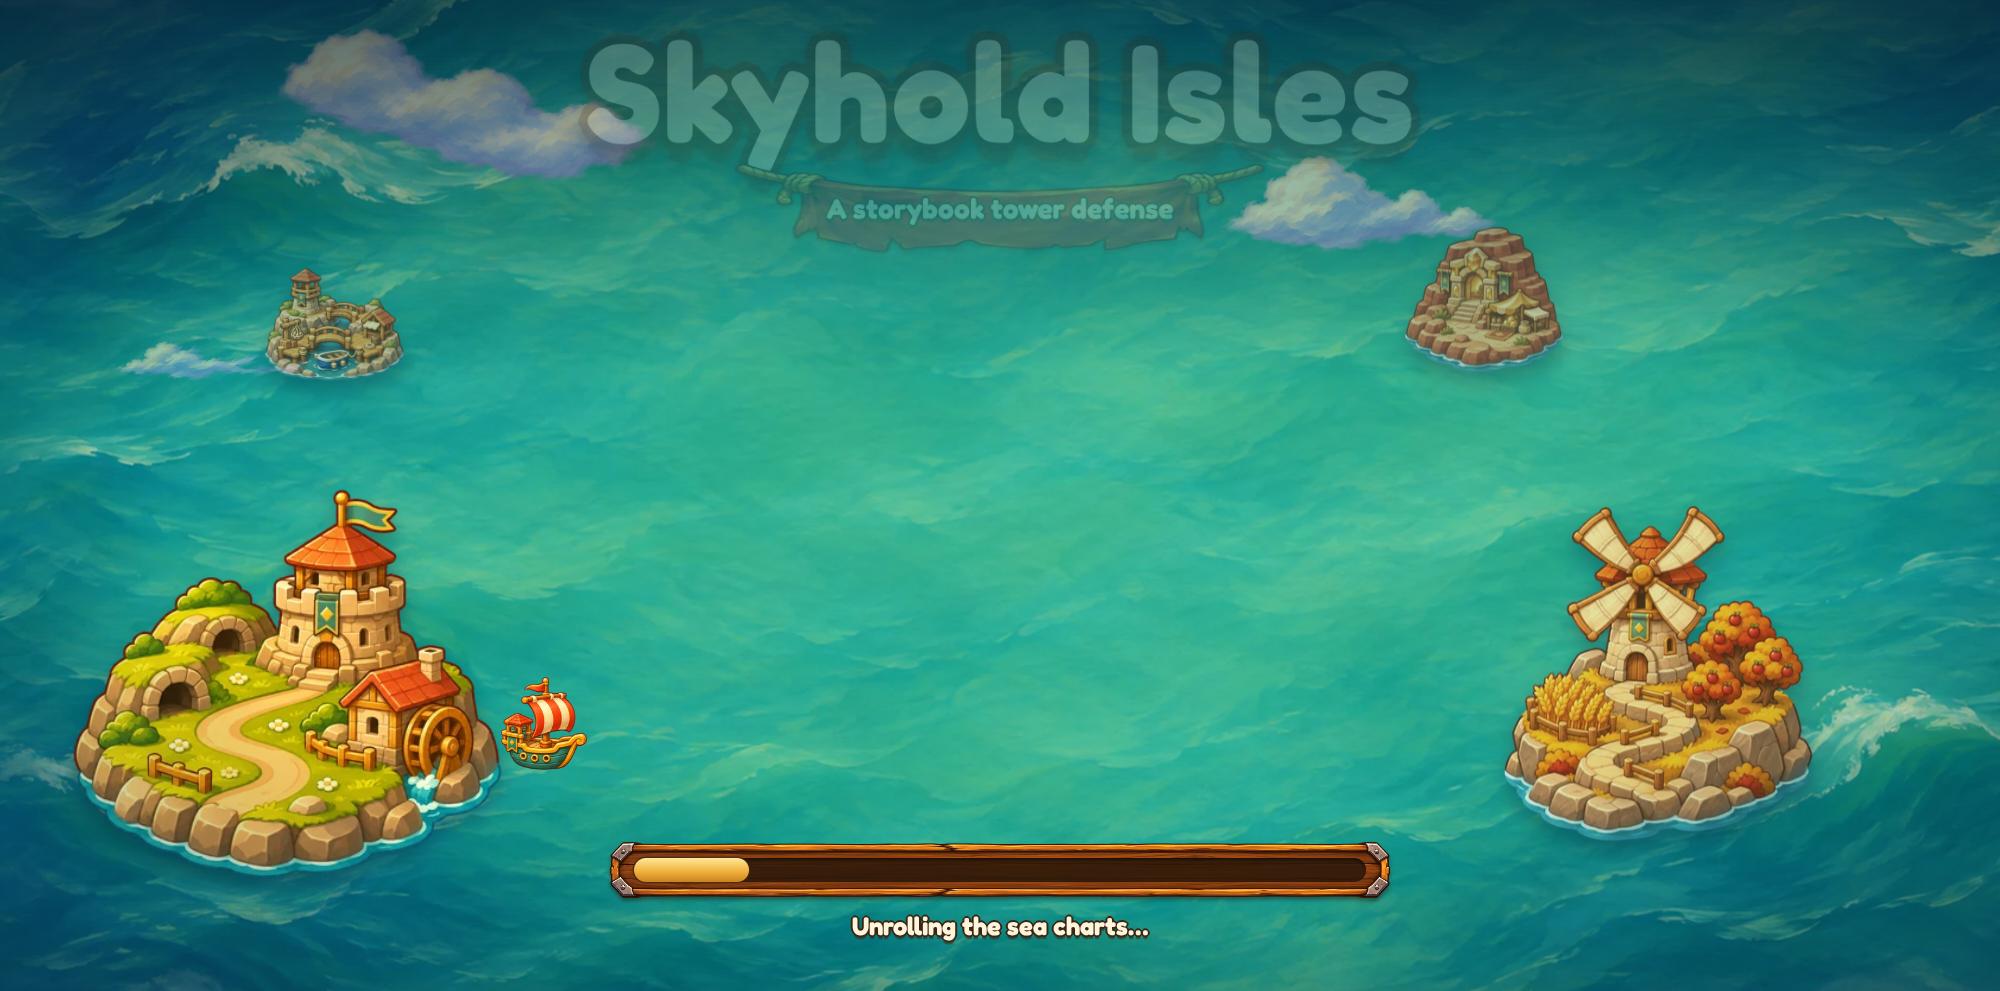 Skyhold Isles
A storybook tower defense
Unrolling the sea charts...